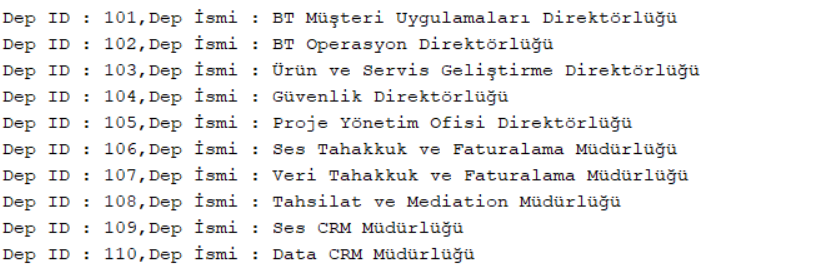 Dep ID : 101,Dep İsmi : BT Müşteri Uygulamaları Direktörlüğü
Dep ID : 102,Dep İsmi : BT Operasyon Direktörlüğü
Dep ID : 103,Dep İsmi : Ürün ve Servis Geliştirme Direktörlüğü
Dep ID : 104,Dep İsmi : Güvenlik Direktörlüğü
Dep ID : 105,Dep İsmi : Proje Yönetim Ofisi Direktörlüğü
Dep ID : 106,Dep İsmi : Ses Tahakkuk ve Faturalama Müdürlüğü
Dep ID : 107,Dep İsmi : Veri Tahakkuk ve Faturalama Müdürlüğü
Dep ID : 108,Dep İsmi : Tahsilat ve Mediation Müdürlüğü
Dep ID : 109,Dep İsmi : Ses CRM Müdürlüğü
Dep ID : 110,Dep İsmi : Data CRM Müdürlüğü